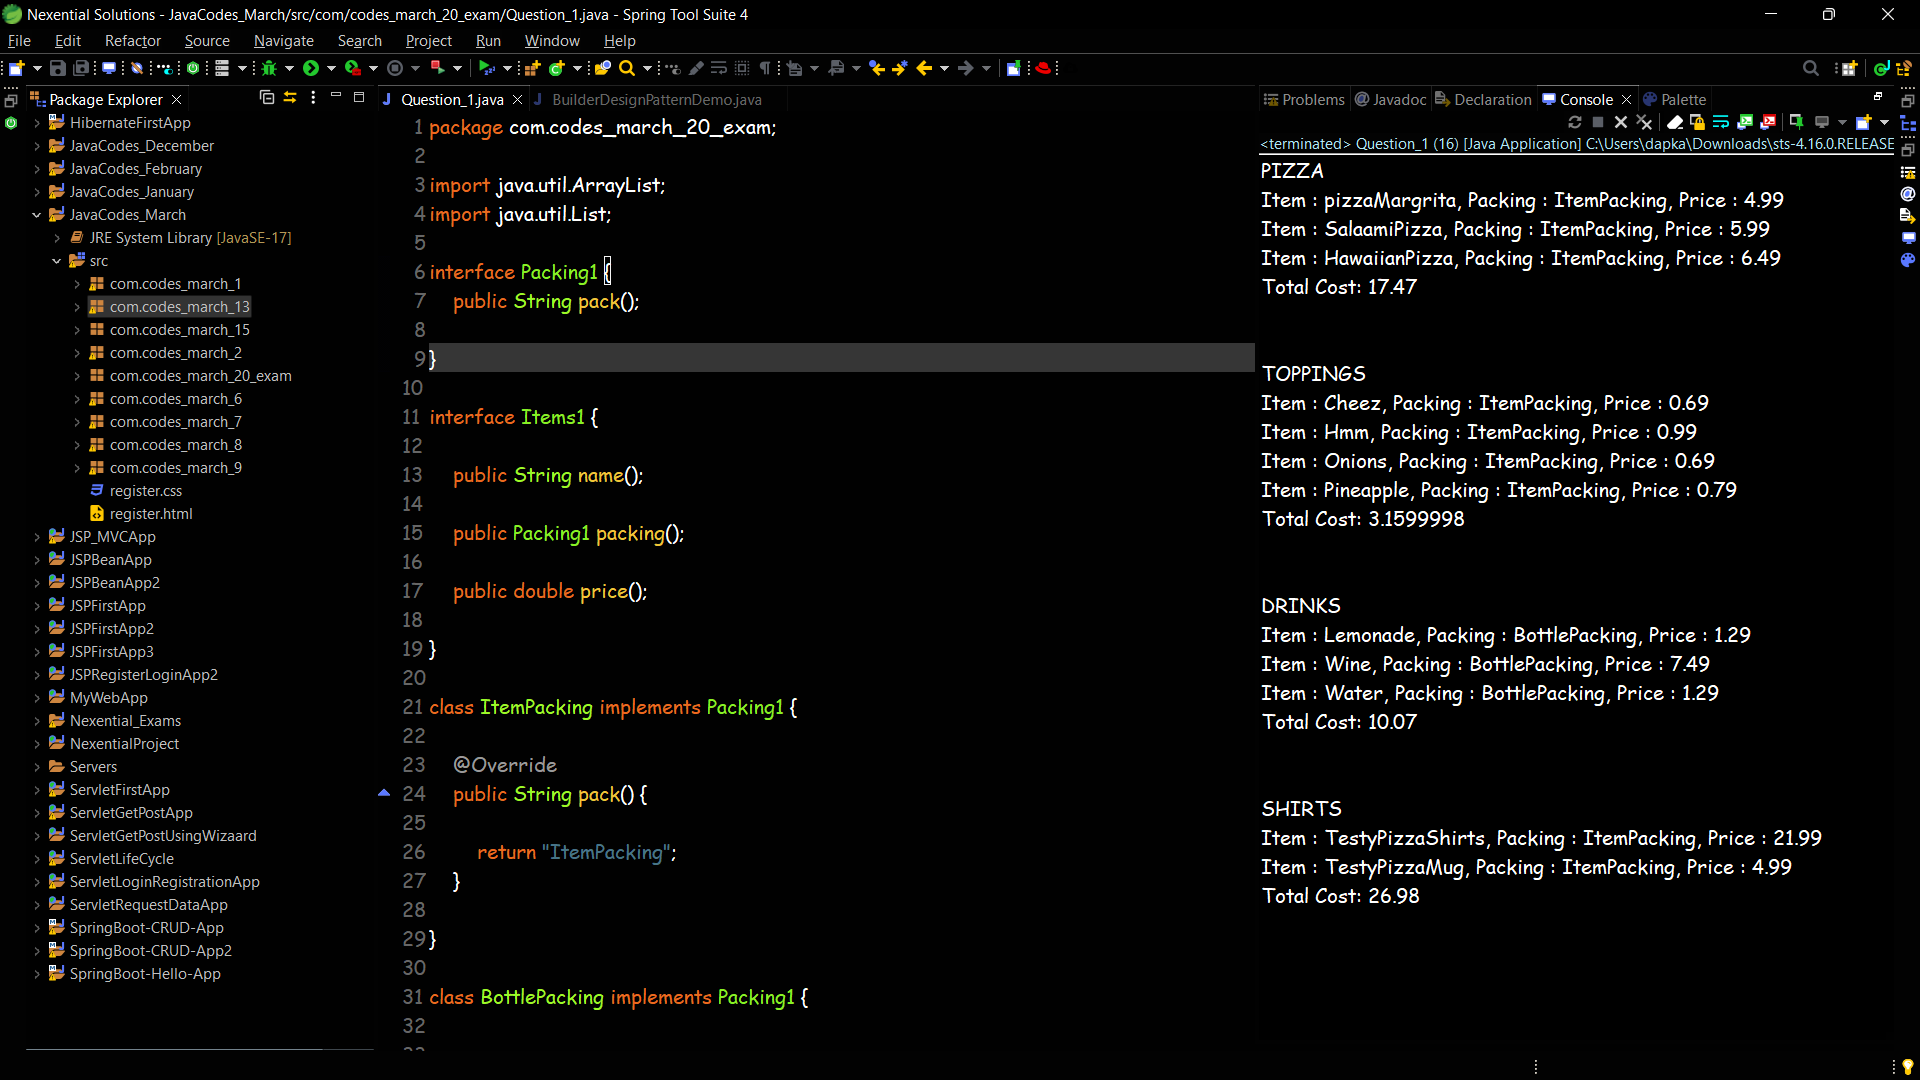 Nexential Solutions - JavaCodes_March/src/com/codes_march_20_exam/Question_1.java - Spring Tool Suite 4
File Edit Refactor Source Navigate Search Project Run Window Help
Package Explorer
HibernateFirstApp
JavaCodes_December
JavaCodes_February
JavaCodes_January
JavaCodes_March
JRE System Library [JavaSE-17]
src
com.codes_march_1
com.codes_march_13
com.codes_march_15
com.codes_march_2
com.codes_march_20_exam
com.codes_march_6
com.codes_march_7
com.codes_march_8
com.codes_march_9
register.css
register.html
JSP_MVCApp
JSPBeanApp
JSPBeanApp2
JSPFirstApp
JSPFirstApp2
JSPFirstApp3
JSPRegisterLoginApp2
MyWebApp
Nexential_Exams
NexentialProject
Servers
ServletFirstApp
ServletGetPostApp
ServletGetPostUsingWizaard
ServletLifeCycle
ServletLoginRegistrationApp
ServletRequestDataApp
SpringBoot-CRUD-App
SpringBoot-CRUD-App2
SpringBoot-Hello-App
Question_1.java BuilderDesignPatternDemo.java
1 package com.codes_march_20_exam;
2
3 import java.util.ArrayList;
4 import java.util.List;
5
6 interface Packing1 {
7 public String pack();
8
9 }
10
11 interface Items1 {
12
13 public String name();
14
15 public Packing1 packing();
16
17 public double price();
18
19 }
20
21 class ItemPacking implements Packing1 {
22
23 @Override
24 public String pack() {
25
26 return "ItemPacking";
27 }
28
29 }
30
31 class BottlePacking implements Packing1 {
32
Problems @ Javadoc Declaration Console Palette
<terminated> Question_1 (16) [Java Application] C:\Users\dapka\Downloads\sts-4.16.0.RELEASE
PIZZA
Item : pizzaMargrita, Packing : ItemPacking, Price : 4.99
Item : SalaamiPizza, Packing : ItemPacking, Price : 5.99
Item : HawaiianPizza, Packing : ItemPacking, Price : 6.49
Total Cost: 17.47
TOPPINGS
Item : Cheez, Packing : ItemPacking, Price : 0.69
Item : Hmm, Packing : ItemPacking, Price : 0.99
Item : Onions, Packing : ItemPacking, Price : 0.69
Item : Pineapple, Packing : ItemPacking, Price : 0.79
Total Cost: 3.1599998
DRINKS
Item : Lemonade, Packing : BottlePacking, Price : 1.29
Item : Wine, Packing : BottlePacking, Price : 7.49
Item : Water, Packing : BottlePacking, Price : 1.29
Total Cost: 10.07
SHIRTS
Item : TestyPizzaShirts, Packing : ItemPacking, Price : 21.99
Item : TestyPizzaMug, Packing : ItemPacking, Price : 4.99
Total Cost: 26.98